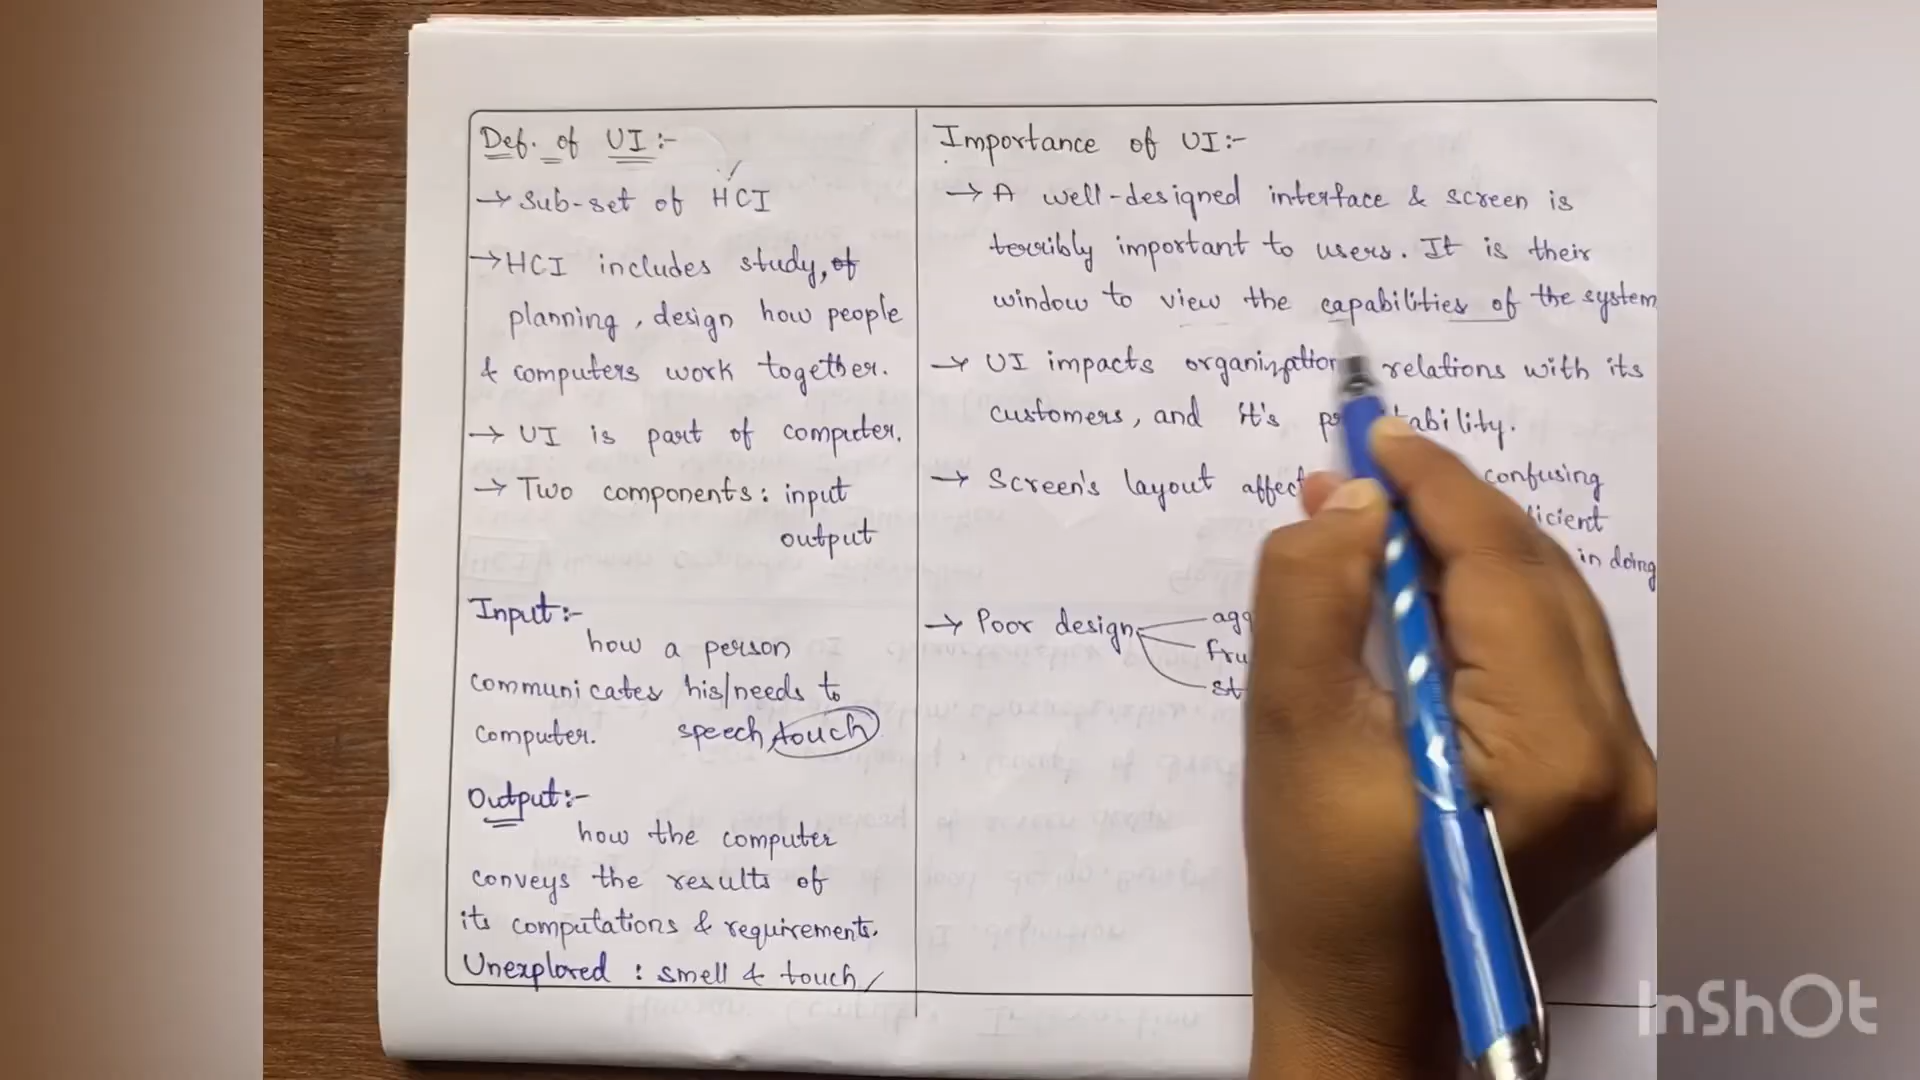 Def. of UI:-
→ Sub-set of HCI
→ HCI includes study, of
planning, design how people
& computers work together.
→ UI is part of computer.
→ Two components: input
output
Input:-
how a person
communicates his/needs to
computer. speech, touch
Output:-
how the computer
conveys the results of
its computations & requirements.
Unexplored : smell & touch
Importance of UI:-
→ A well-designed interface & screen is
terribly important to users. It is their
window to view the capabilities of the system
→ UI impacts organization relations with its
customers, and it's
→ Screen's layout confusing
in doing
→ Poor design
InShOt